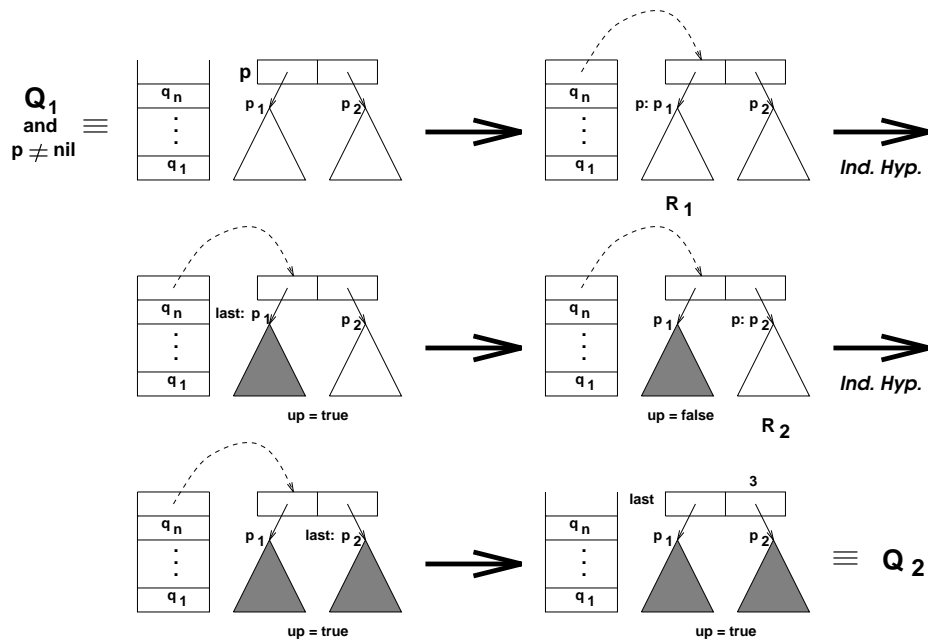 Q1 and p ≠ nil ≡
qn
⋮
q1
p
p1
p2
qn
⋮
q1
p: p1
p2
R1
Ind. Hyp.
qn
⋮
q1
last: p1
p2
up = true
qn
⋮
q1
p1
p: p2
up = false
R2
Ind. Hyp.
qn
⋮
q1
p1
last: p2
up = true
qn
⋮
q1
last
3
p1
p2
up = true
≡ Q2